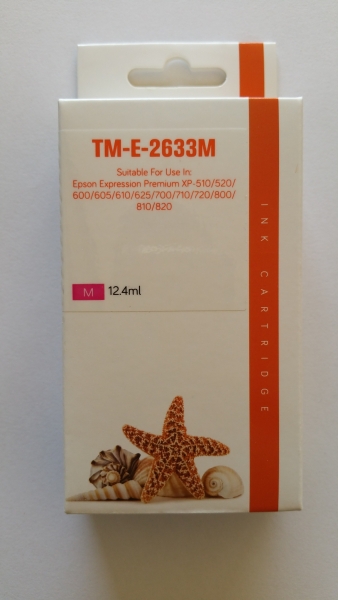 TM-E-2633M
Suitable For Use In:
Epson Expression Premium XP-510/520/
600/605/610/625/700/710/720/800/
810/820
M 12.4ml
INK CARTRIDGE